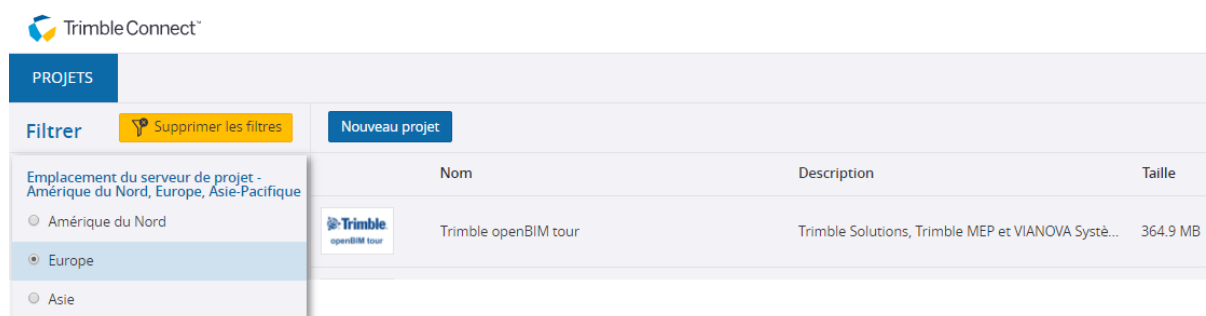 Trimble Connect™
PROJETS
Filtrer
Supprimer les filtres
Nouveau projet
Emplacement du serveur de projet -
Amérique du Nord, Europe, Asie-Pacifique
Amérique du Nord
Europe
Asie
Nom
Description
Taille
Trimble.
openBIM tour
Trimble openBIM tour
Trimble Solutions, Trimble MEP et VIANOVA Systè...
364.9 MB